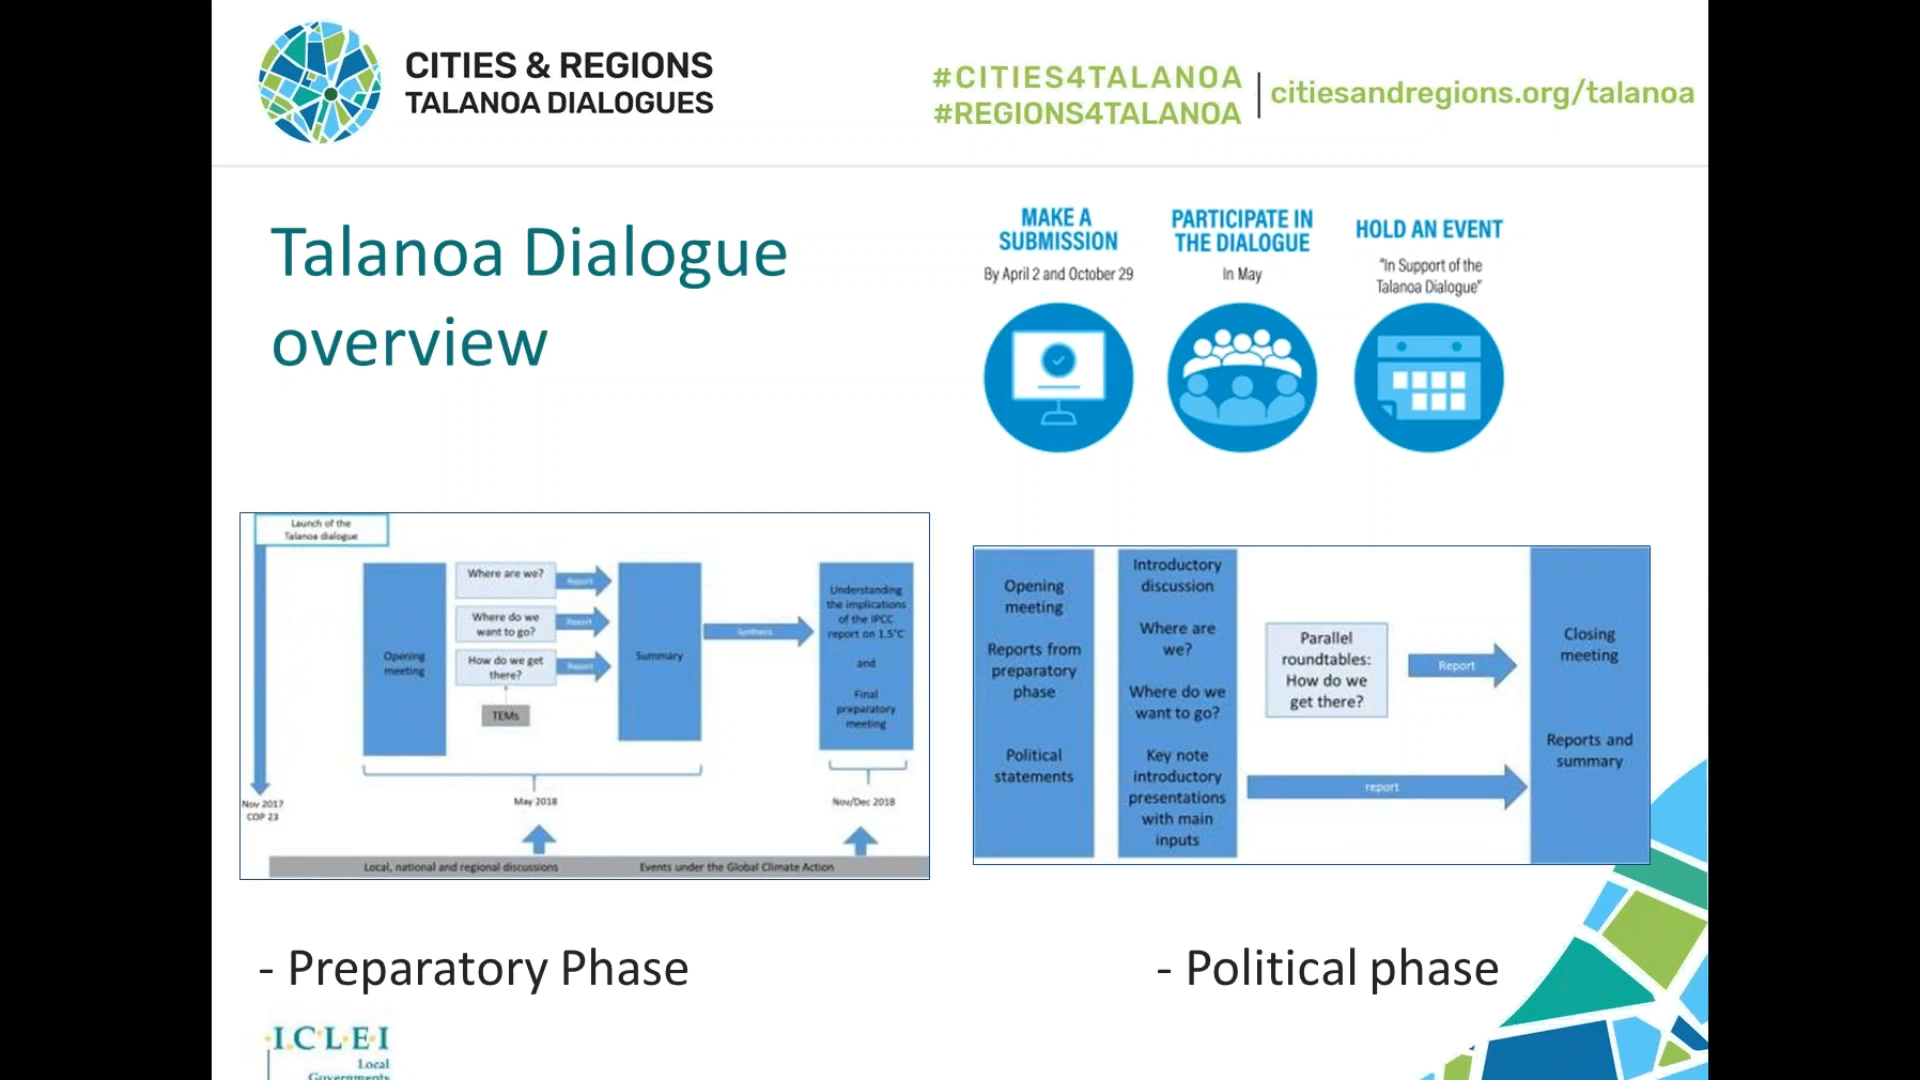 CITIES & REGIONS
TALANOA DIALOGUES
#CITIES4TALANOA
#REGIONS4TALANOA
citiesandregions.org/talanoa
Talanoa Dialogue
overview
MAKE A
SUBMISSION
By April 2 and October 29
PARTICIPATE IN
THE DIALOGUE
In May
HOLD AN EVENT
"In Support of the
Talanoa Dialogue"
Launch of the
Talanoa dialogue
Nov 2017
COP 23
Opening
meeting
Where are we?
Report
Where do we
want to go?
Report
How do we get
there?
Report
TEMs
Summary
Synthesis
Understanding
the implications
of the IPCC
report on 1.5°C
and
Final
preparatory
meeting
May 2018
Nov/Dec 2018
Local, national and regional discussions
Events under the Global Climate Action
Opening
meeting
Reports from
preparatory
phase
Political
statements
Introductory
discussion
Where are
we?
Where do we
want to go?
Key note
introductory
presentations
with main
inputs
Parallel
roundtables:
How do we
get there?
Report
report
Closing
meeting
Reports and
summary
- Preparatory Phase
- Political phase
I.C.L.E.I
Local
Governments